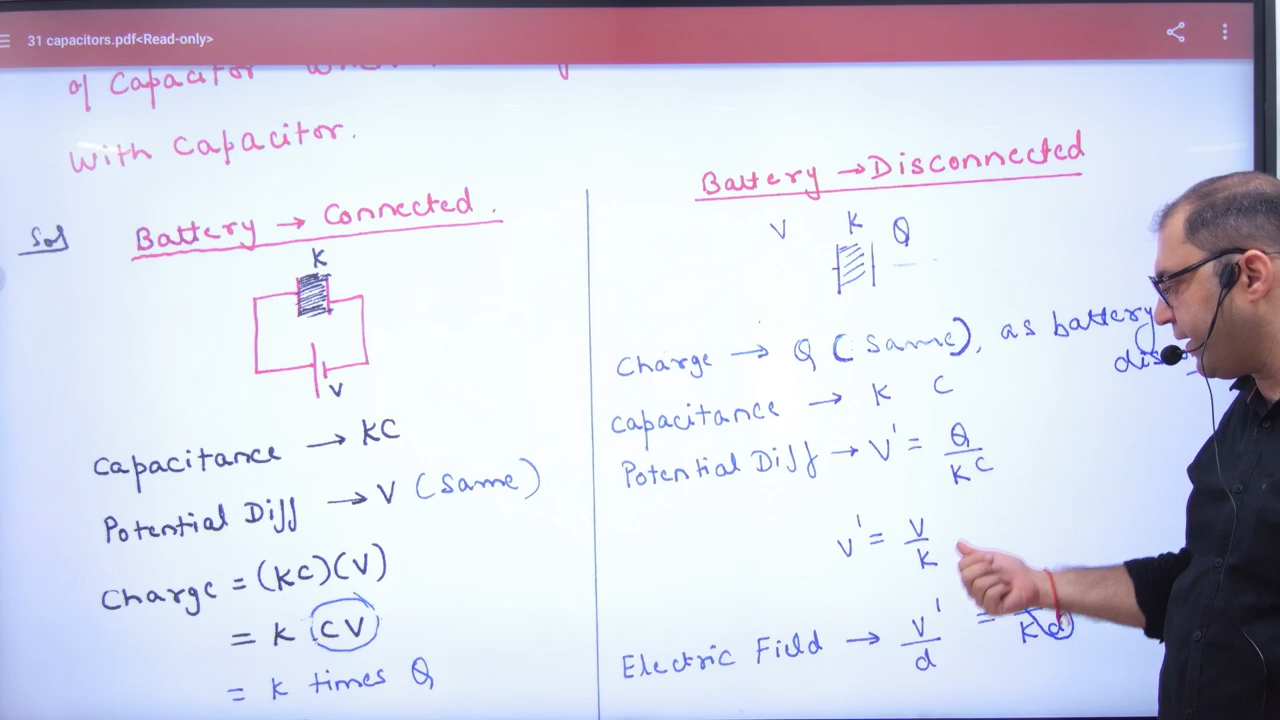 31 capacitors.pdf<Read-only>
of Capacitor
With Capacitor.
Sol
Battery → Connected.
K
V
Capacitance → KC
Potential Diff → V (Same)
Charge = (KC)(V)
= K CV
= K times Q
Battery → Disconnected
V K Q
Charge → Q (Same), as battery
Capacitance → K C
Potential Diff → V' = Q/KC
V' = V/K
Electric Field → V'/d =